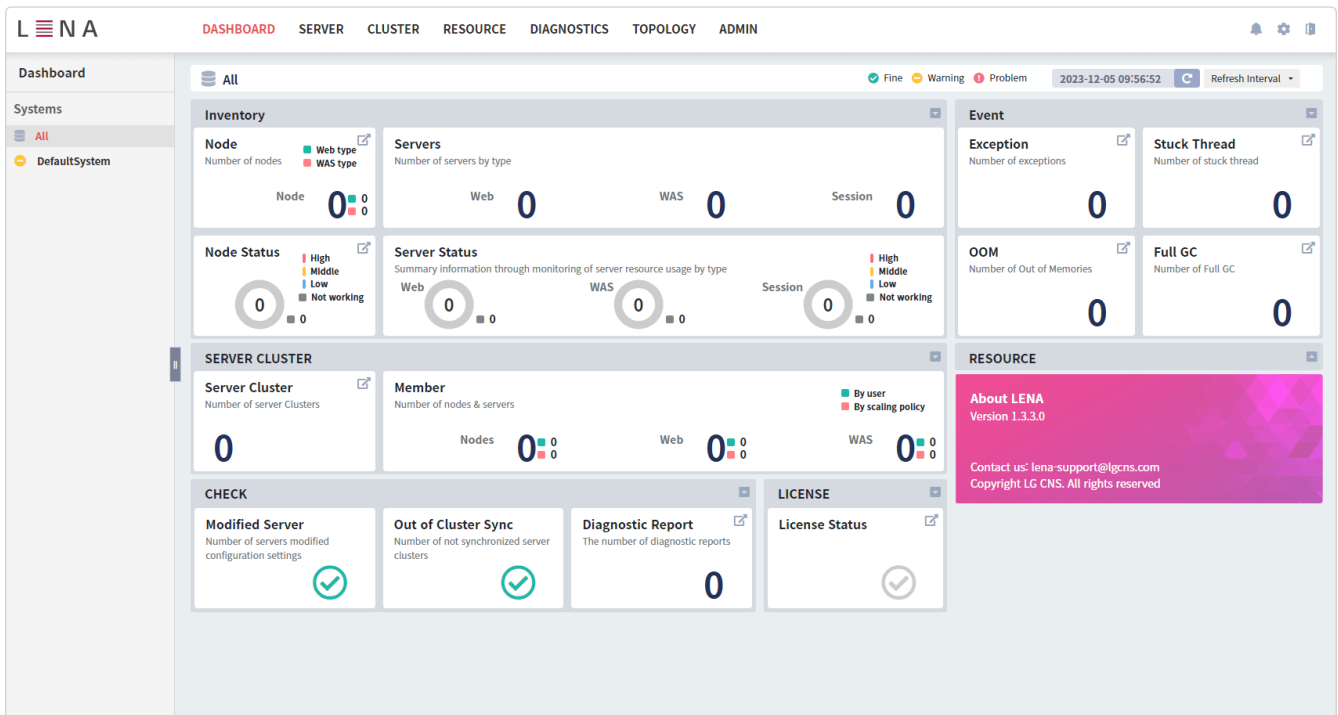 LENA
DASHBOARD SERVER CLUSTER RESOURCE DIAGNOSTICS TOPOLOGY ADMIN
Dashboard
Systems
All
DefaultSystem
All
Fine Warning Problem 2023-12-05 09:56:52 Refresh Interval
Inventory
Node
Number of nodes
Web type
WAS type
Node 0 0
0
Servers
Number of servers by type
Web 0 WAS 0 Session 0
Node Status
High
Middle
Low
Not working
0 0
Server Status
Summary information through monitoring of server resource usage by type
High
Middle
Low
Not working
Web 0 0 WAS 0 0 Session 0 0
Event
Exception
Number of exceptions
0
Stuck Thread
Number of stuck thread
0
OOM
Number of Out of Memories
0
Full GC
Number of Full GC
0
SERVER CLUSTER
Server Cluster
Number of server Clusters
0
Member
Number of nodes & servers
By user
By scaling policy
Nodes 0 0
0
Web 0 0
0
WAS 0 0
0
RESOURCE
About LENA
Version 1.3.3.0
Contact us: lena-support@lgcns.com
Copyright LG CNS. All rights reserved
CHECK
Modified Server
Number of servers modified
configuration settings
Out of Cluster Sync
Number of not synchronized server
clusters
Diagnostic Report
The number of diagnostic reports
0
LICENSE
License Status